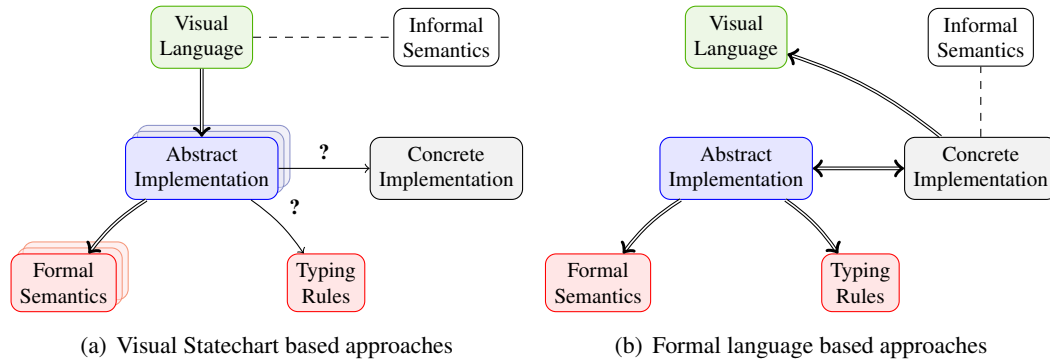 Visual
Language
Informal
Semantics
Abstract
Implementation
?
Concrete
Implementation
?
Formal
Semantics
Typing
Rules
(a) Visual Statechart based approaches
Visual
Language
Informal
Semantics
Abstract
Implementation
Concrete
Implementation
Formal
Semantics
Typing
Rules
(b) Formal language based approaches